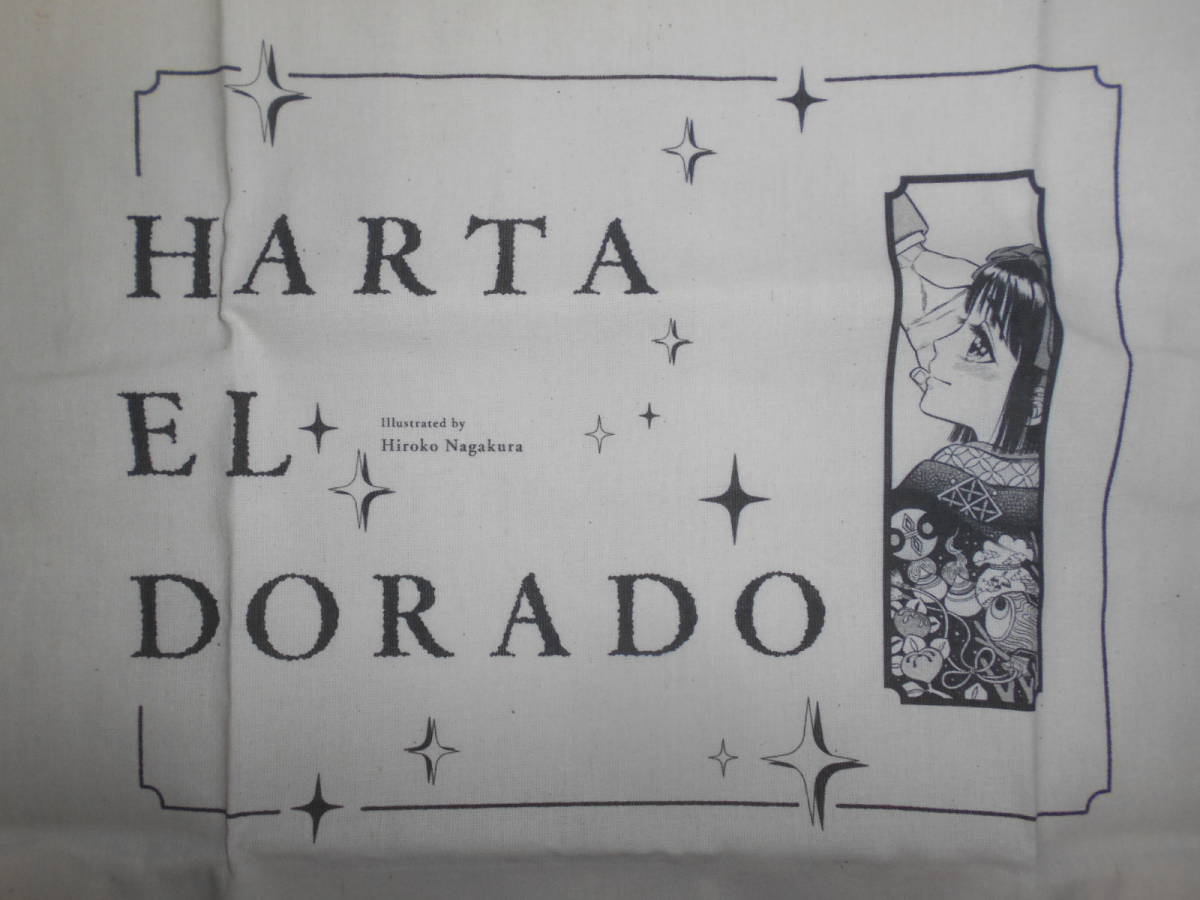 HARTA
EL
Illustrated by
Hiroko Nagakura
DORADO